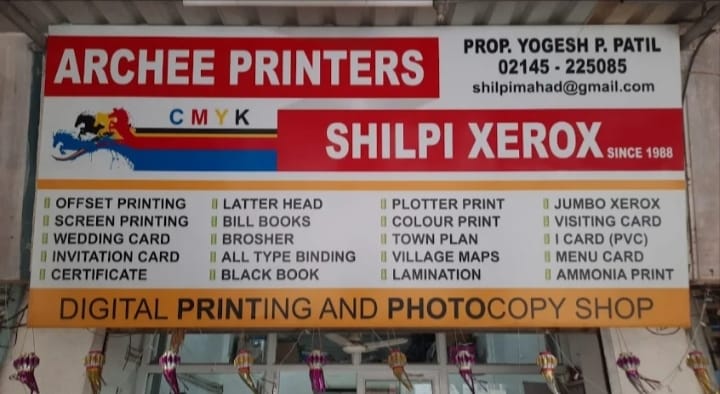 ARCHEE PRINTERS
PROP. YOGESH P. PATIL
02145 - 225085
shilpimahad@gmail.com
CMYK
SHILPI XEROX SINCE 1988
OFFSET PRINTING
SCREEN PRINTING
WEDDING CARD
INVITATION CARD
CERTIFICATE
LATTER HEAD
BILL BOOKS
BROSHER
ALL TYPE BINDING
BLACK BOOK
PLOTTER PRINT
COLOUR PRINT
TOWN PLAN
VILLAGE MAPS
LAMINATION
JUMBO XEROX
VISITING CARD
I CARD (PVC)
MENU CARD
AMMONIA PRINT
DIGITAL PRINTING AND PHOTOCOPY SHOP